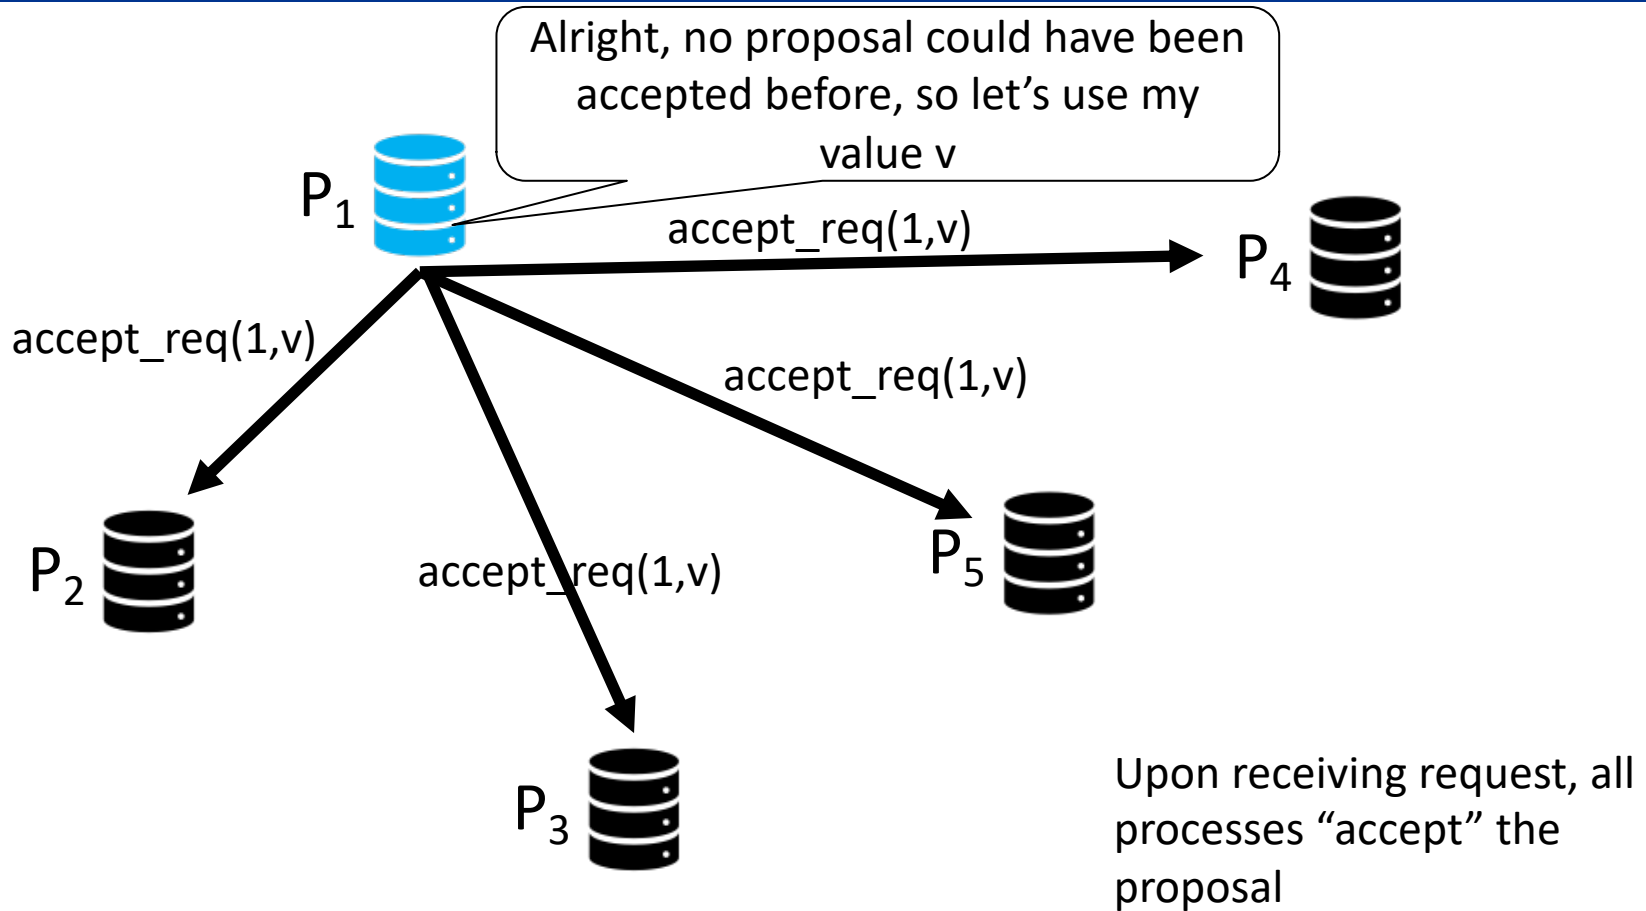 Alright, no proposal could have been
accepted before, so let’s use my
value v
P₁
accept_req(1,v)
P₄
accept_req(1,v)
accept_req(1,v)
P₂
accept_req(1,v)
P₅
P₃
Upon receiving request, all
processes “accept” the
proposal